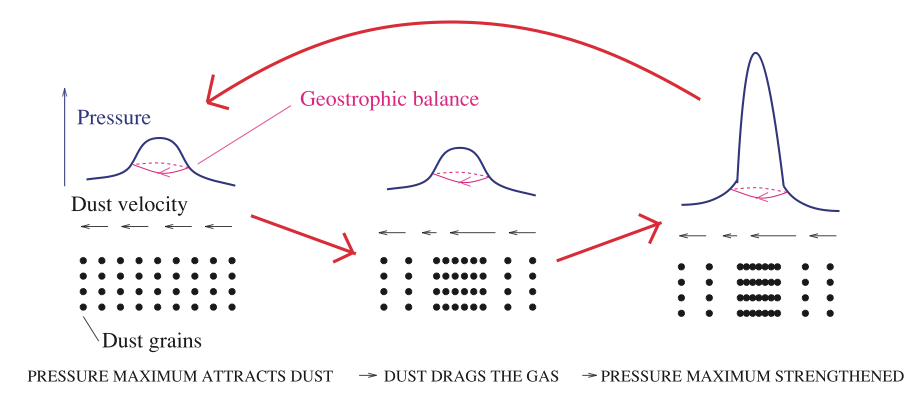 Geostrophic balance
Pressure
Dust velocity
Dust grains
PRESSURE MAXIMUM ATTRACTS DUST → DUST DRAGS THE GAS → PRESSURE MAXIMUM STRENGTHENED